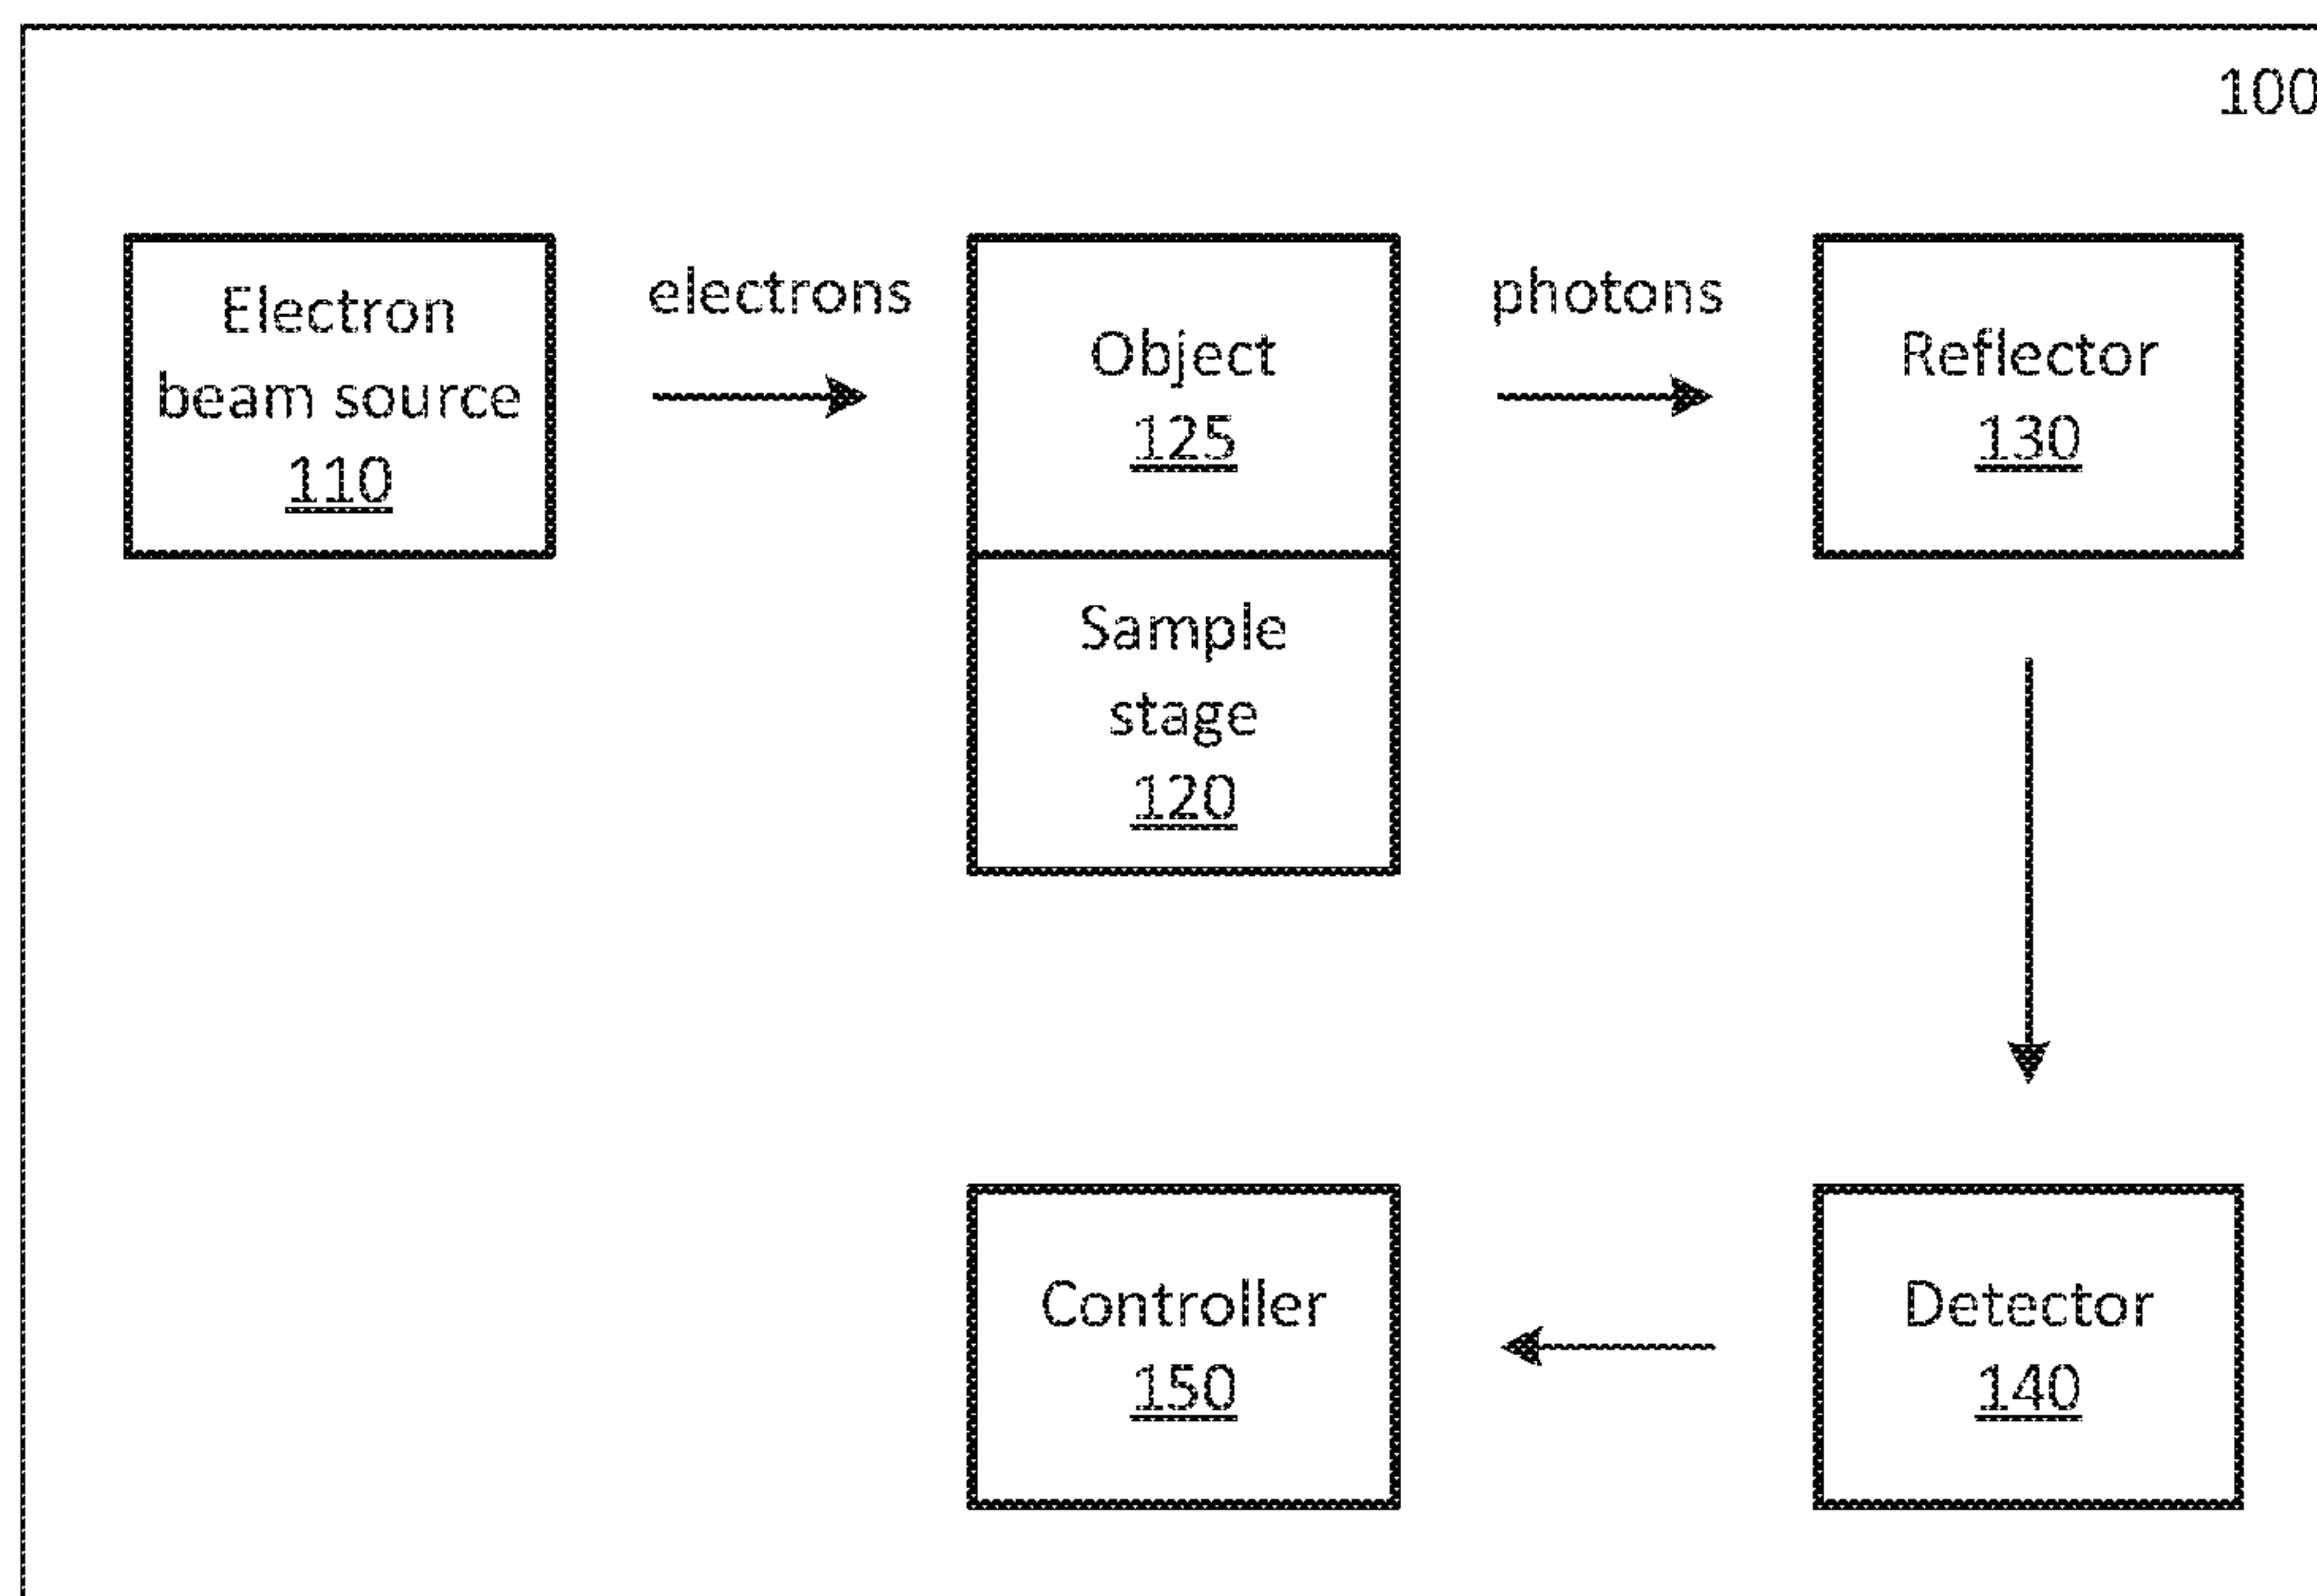 100
Electron
beam source
110
electrons
Object
125
photons
Reflector
130
Sample
stage
120
Controller
150
Detector
140